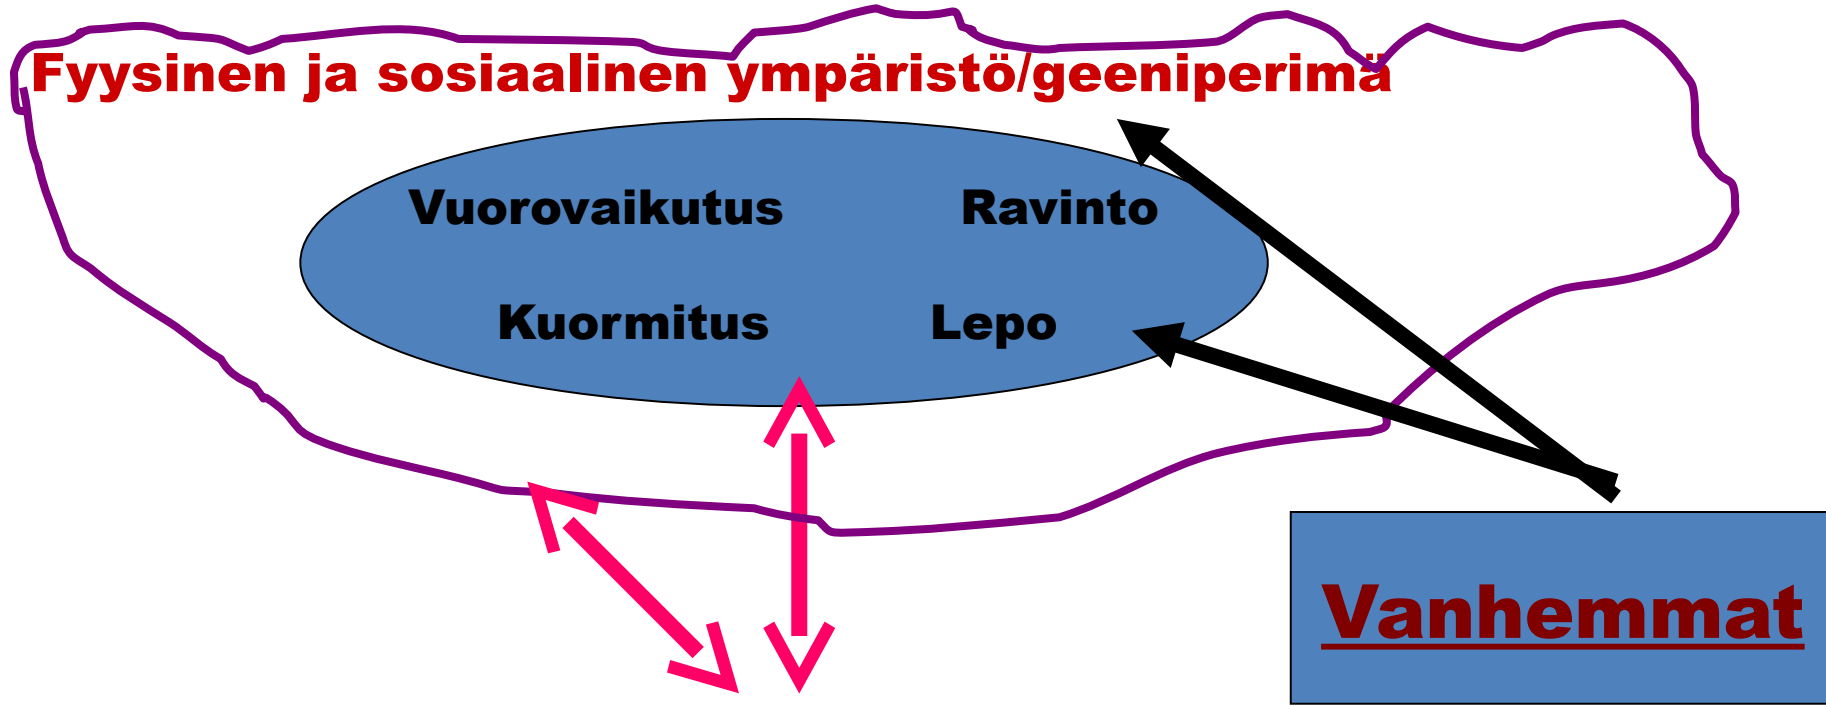 Fyysinen ja sosiaalinen ympäristö/geeniperimä
Vuorovaikutus Ravinto
Kuormitus Lepo
Vanhemmat